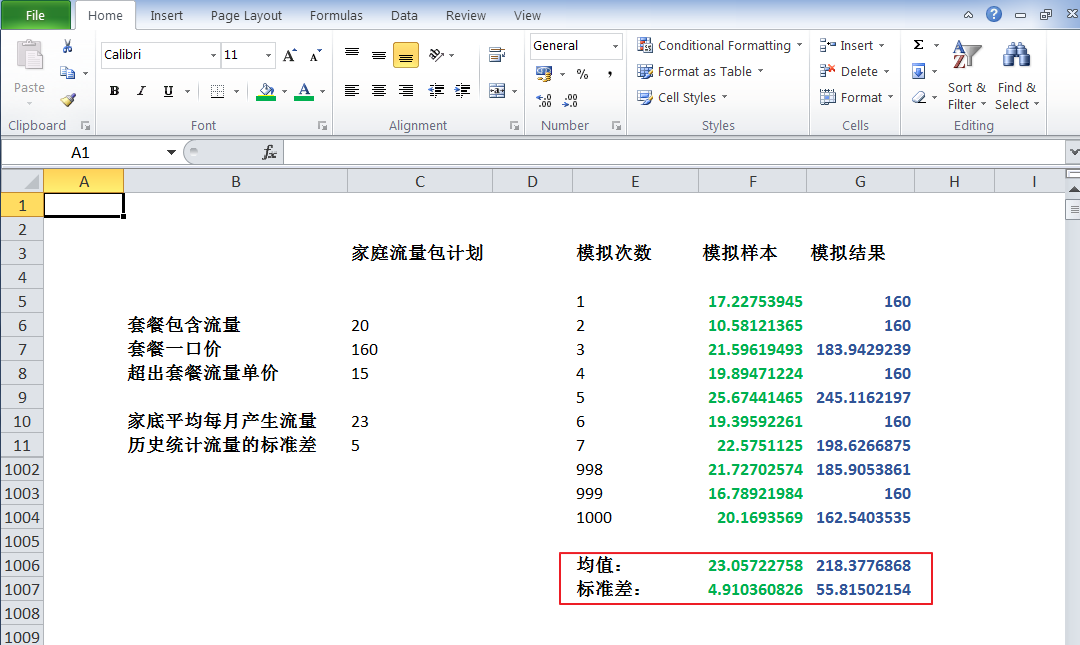 File Home Insert Page Layout Formulas Data Review View
Calibri 11 General Conditional Formatting Insert Σ
Paste Format as Table Delete Sort & Find &
B I U A % , Cell Styles Format Filter Select
Clipboard Font Alignment Number Styles Cells Editing
A1 fx
A B C D E F G H I
1
2
3 家庭流量包计划 模拟次数 模拟样本 模拟结果
4
5 1 17.22753945 160
6 套餐包含流量 20 2 10.58121365 160
7 套餐一口价 160 3 21.59619493 183.9429239
8 超出套餐流量单价 15 4 19.89471224 160
9 5 25.67441465 245.1162197
10 家底平均每月产生流量 23 6 19.39592261 160
11 历史统计流量的标准差 5 7 22.5751125 198.6266875
1002 998 21.72702574 185.9053861
1003 999 16.78921984 160
1004 1000 20.1693569 162.5403535
1005
1006 均值： 23.05722758 218.3776868
1007 标准差： 4.910360826 55.81502154
1008
1009